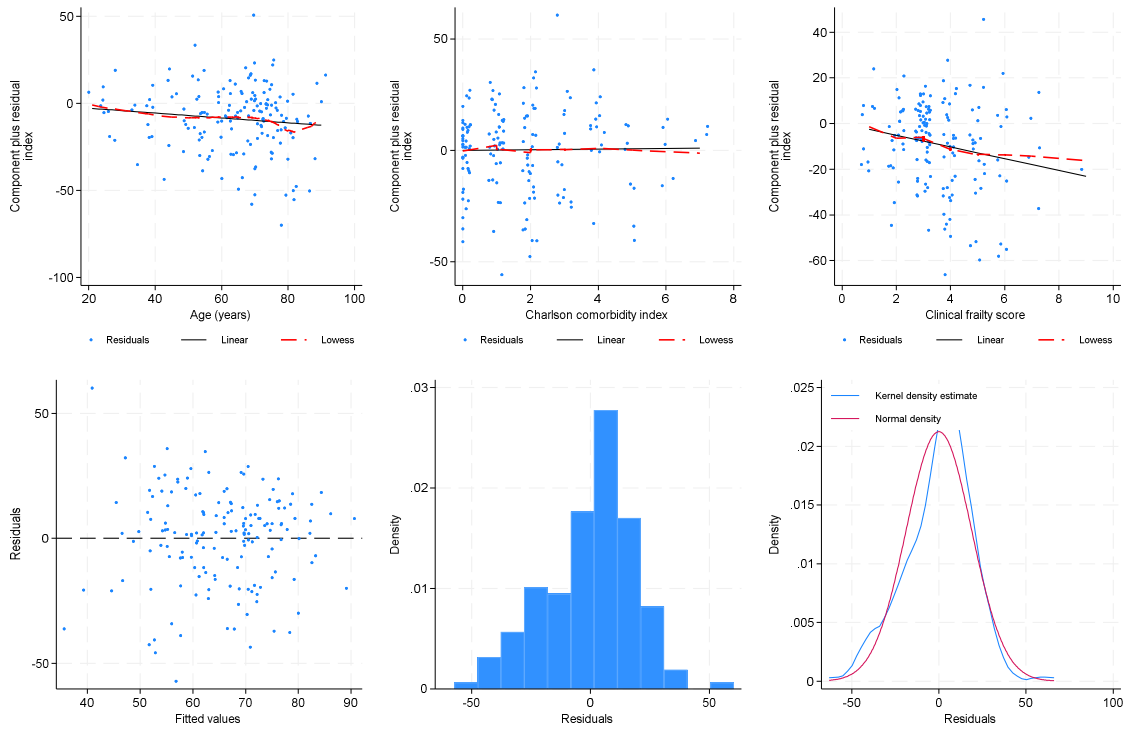 50
0
-50
-100
Component plus residual
index
20
40
60
80
100
Age (years)
Residuals
Linear
Lowess
50
0
-50
Component plus residual
index
0
2
4
6
8
Charlson comorbidity index
Residuals
Linear
Lowess
40
20
0
-20
-40
-60
Component plus residual
index
0
2
4
6
8
10
Clinical frailty score
Residuals
Linear
Lowess
50
0
-50
Residuals
40
50
60
70
80
90
Fitted values
.03
.02
.01
0
Density
-50
0
50
Residuals
.025
.02
.015
.01
.005
0
Density
Kernel density estimate
Normal density
-50
0
50
100
Residuals